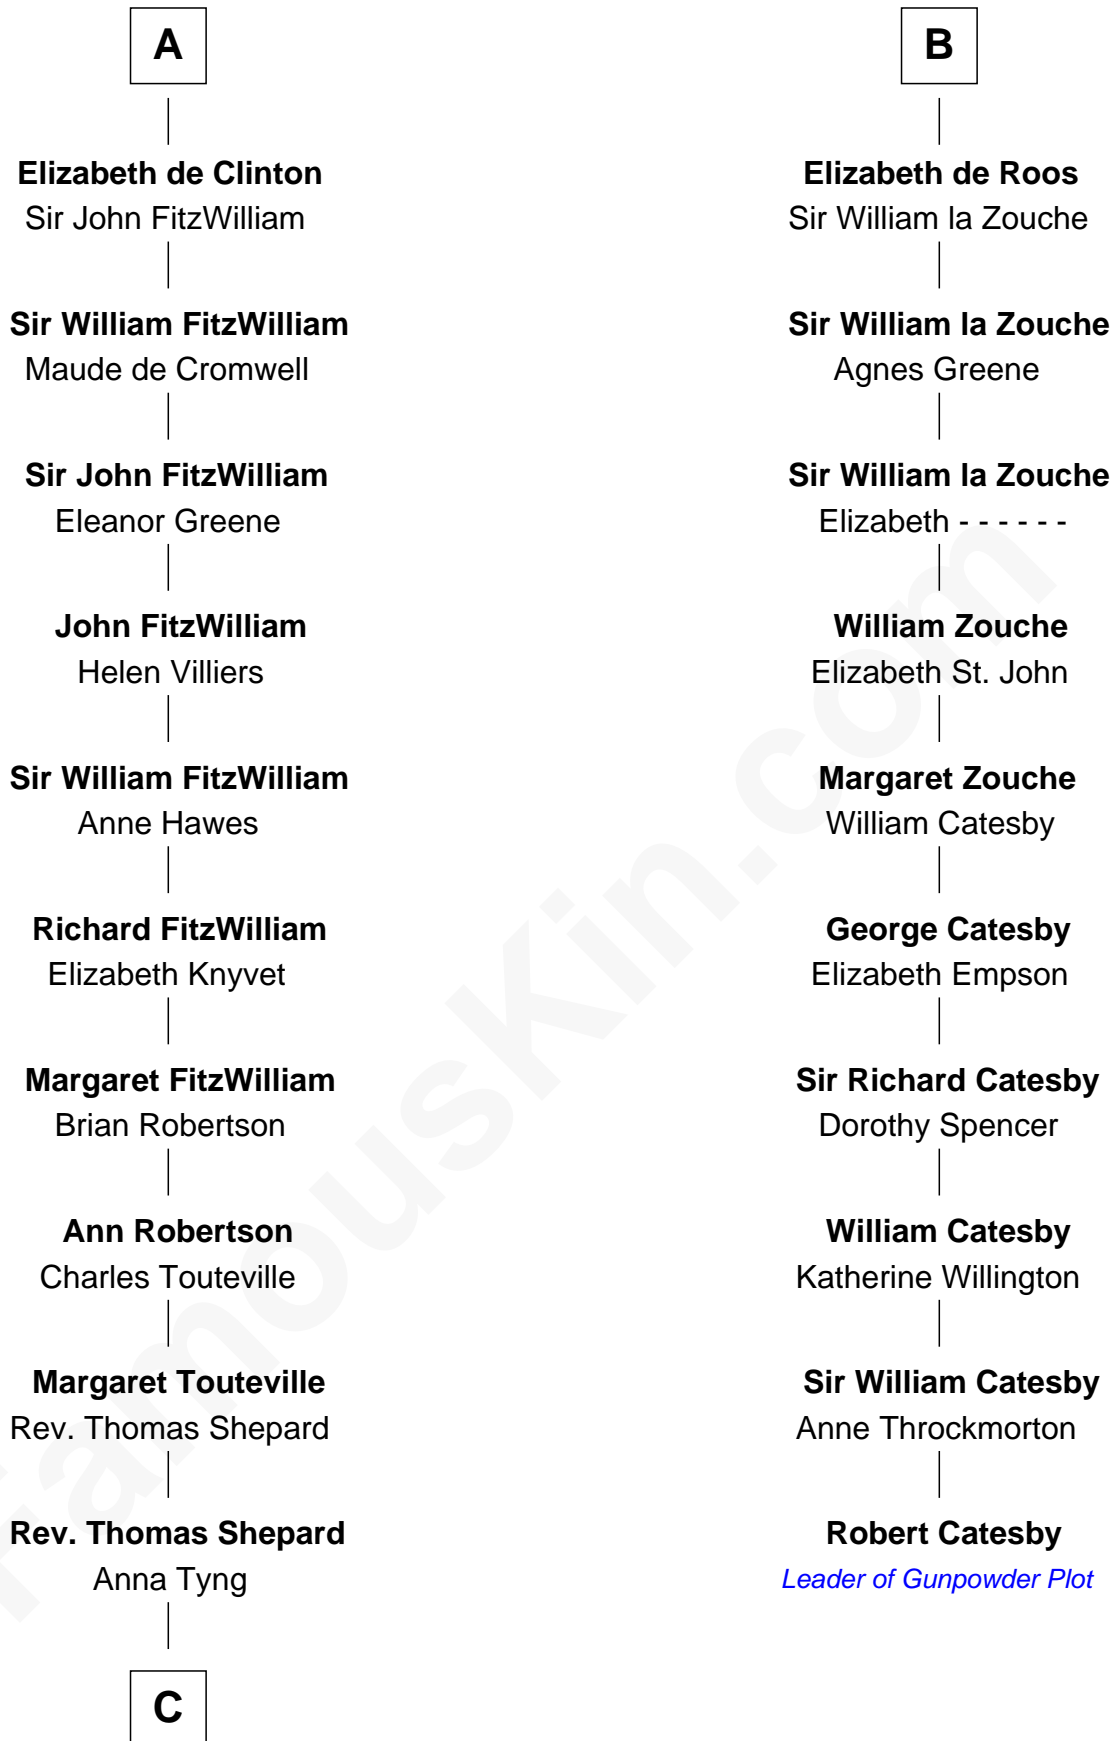 A
Elizabeth de Clinton
Sir John FitzWilliam
Sir William FitzWilliam
Maude de Cromwell
Sir John FitzWilliam
Eleanor Greene
John FitzWilliam
Helen Villiers
Sir William FitzWilliam
Anne Hawes
Richard FitzWilliam
Elizabeth Knyvet
Margaret FitzWilliam
Brian Robertson
Ann Robertson
Charles Touteville
Margaret Touteville
Rev. Thomas Shepard
Rev. Thomas Shepard
Anna Tyng
C
B
Elizabeth de Roos
Sir William la Zouche
Sir William la Zouche
Agnes Greene
Sir William la Zouche
Elizabeth - - - - - -
William Zouche
Elizabeth St. John
Margaret Zouche
William Catesby
George Catesby
Elizabeth Empson
Sir Richard Catesby
Dorothy Spencer
William Catesby
Katherine Willington
Sir William Catesby
Anne Throckmorton
Robert Catesby
Leader of Gunpowder Plot
FamousKin.com